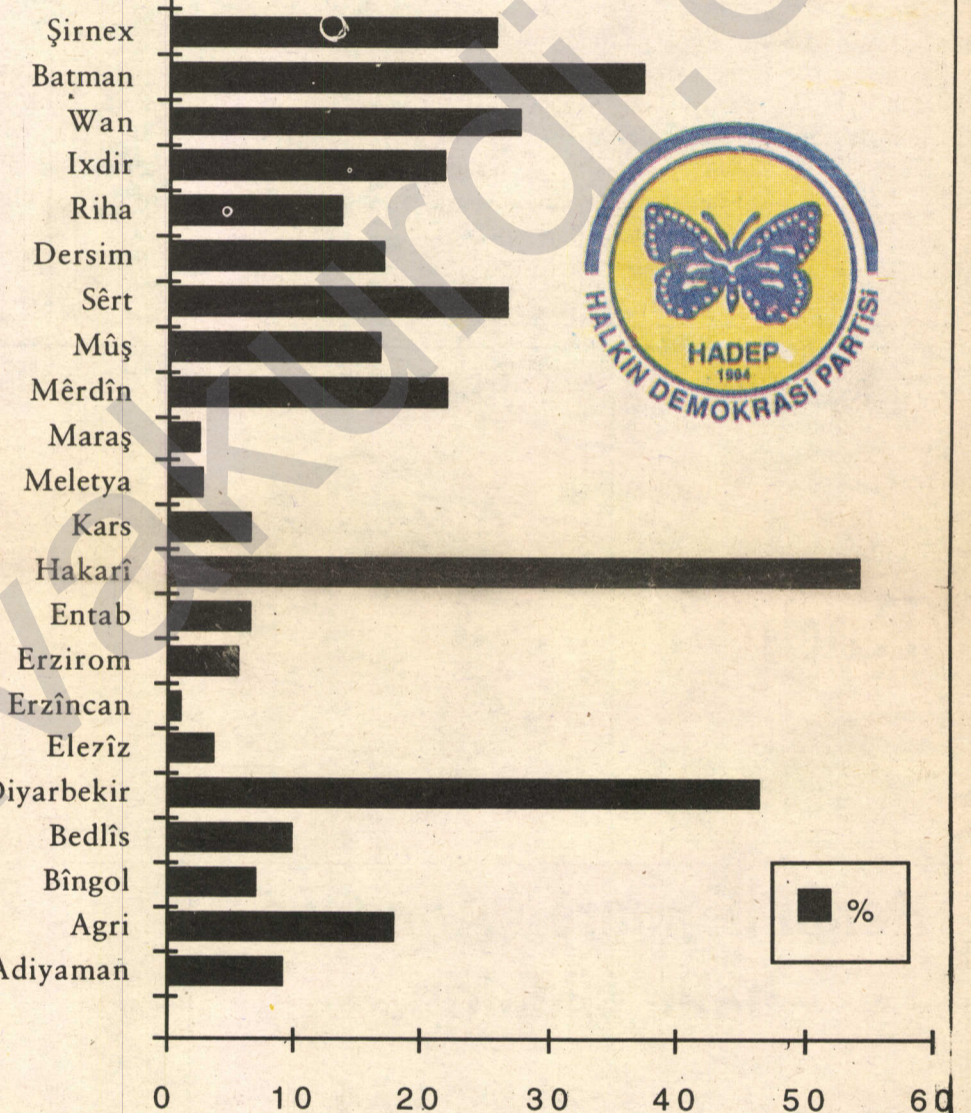 Şirnex
Batman
Wan
Ixdir
Riha
Dersim
Sêrt
Mûş
Mêrdîn
Maraş
Meletya
Kars
Hakarî
Entab
Erzirom
Erzîncan
Elezîz
Diyarbekir
Bedlîs
Bîngol
Agri
Adiyaman
0 10 20 30 40 50 60
%
HADEP
1994
HALKIN DEMOKRASİ PARTİSİ
vakurdi.o